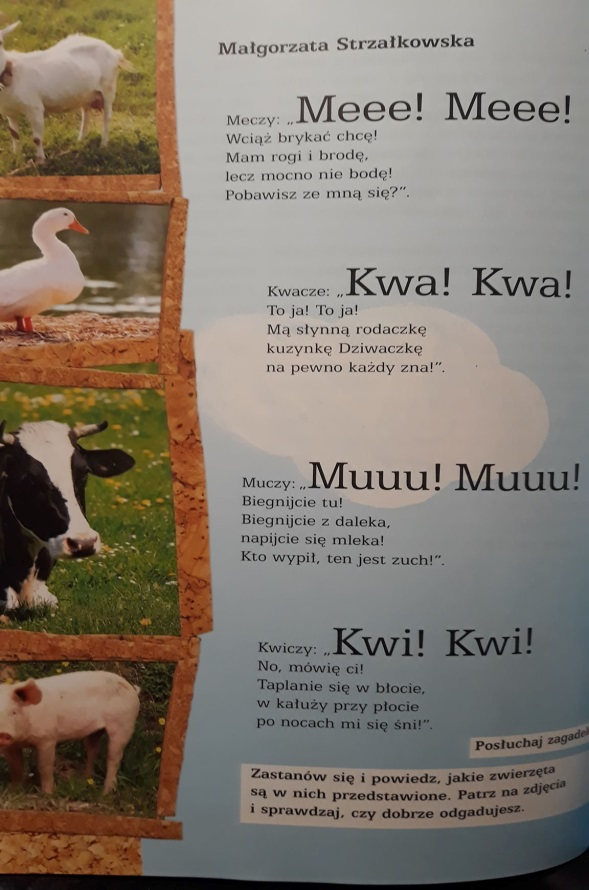 Małgorzata Strzałkowska
Meczy: „Meee! Meee!
Wciąż brykać chcę!
Mam rogi i brodę,
lecz mocno nie bodę!
Pobawisz ze mną się?”.
Kwacze: „Kwa! Kwa!
To ja! To ja!
Mą słynną rodaczkę
kuzynkę Dziwaczkę
na pewno każdy zna!”.
Muczy: „Muuu! Muuu!
Biegnijcie tu!
Biegnijcie z daleka,
napijcie się mleka!
Kto wypił, ten jest zuch!”.
Kwiczy: „Kwi! Kwi!
No, mówię ci!
Taplanie się w błocie,
w kałuży przy płocie
po nocach mi się śni!”.
Posłuchaj
Zastanów się i powiedz, jakie zwierzęta
są w nich przedstawione. Patrz na zdjęcia
i sprawdzaj, czy dobrze odgadujesz.